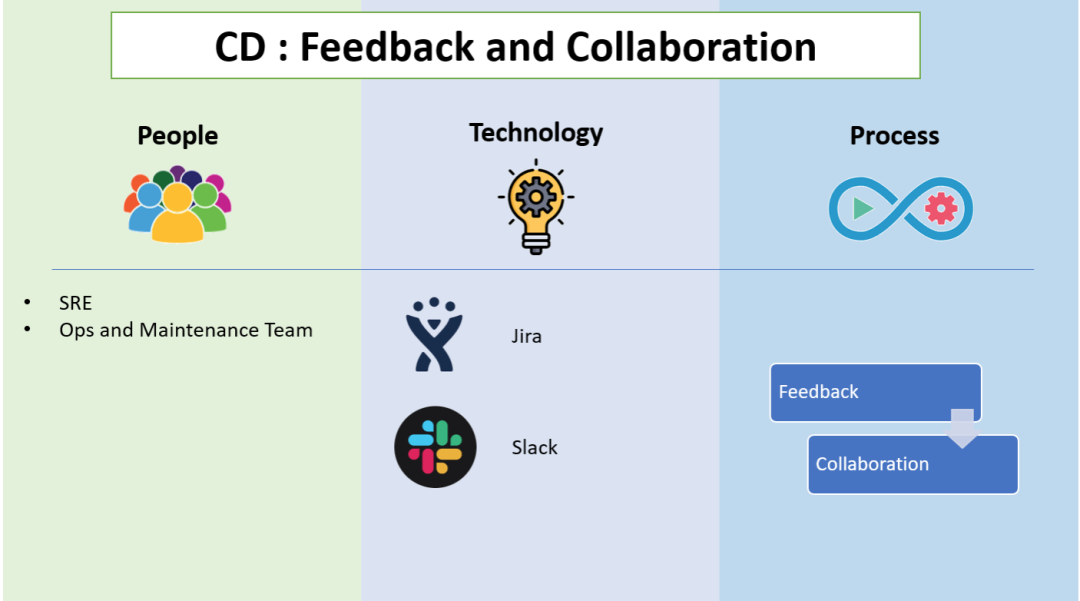 CD : Feedback and Collaboration
People
Technology
Process
• SRE
• Ops and Maintenance Team
Jira
Slack
Feedback
Collaboration